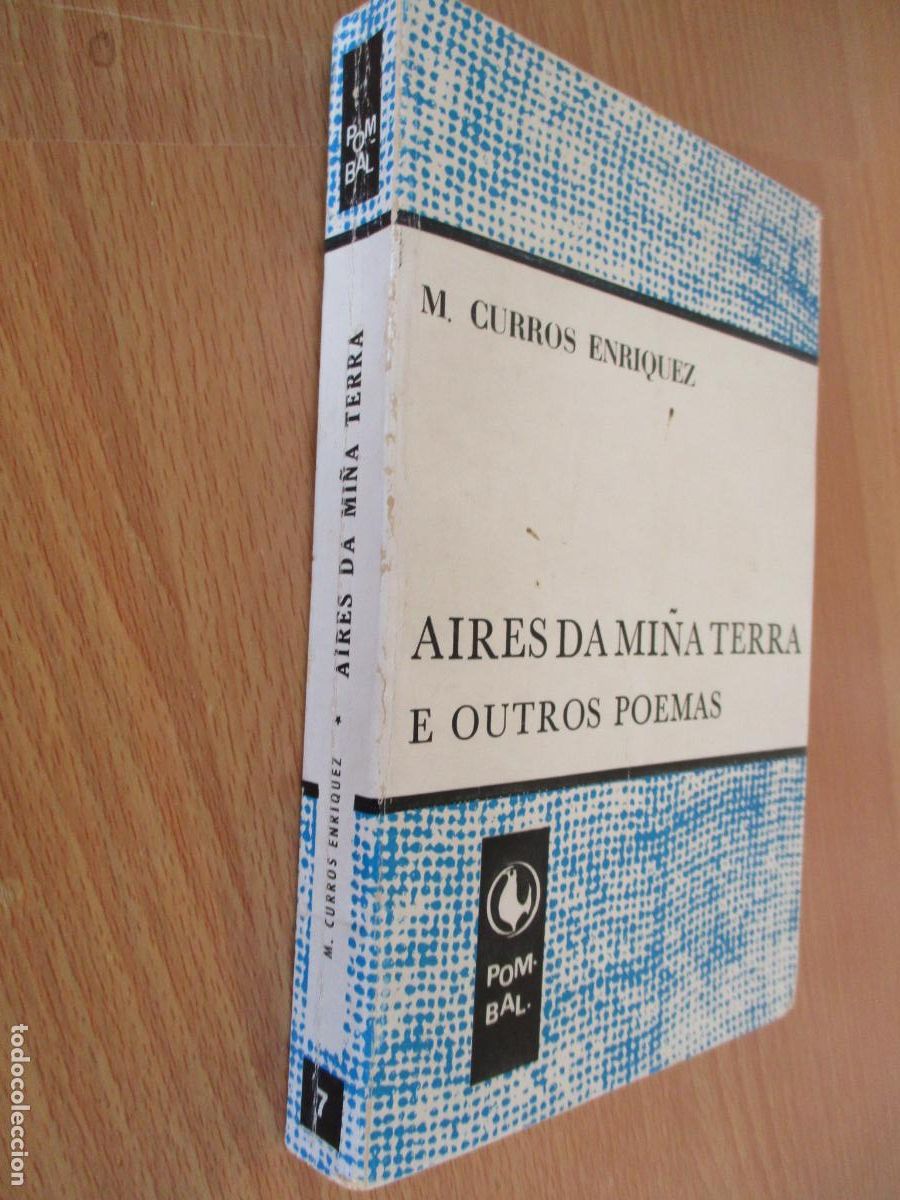 POM-
BAL
AIRES DA MIÑA TERRA
*
M. CURROS ENRIQUEZ
7
M. CURROS ENRIQUEZ
AIRES DA MIÑA TERRA
E OUTROS POEMAS
POM-
BAL.
todocoleccion